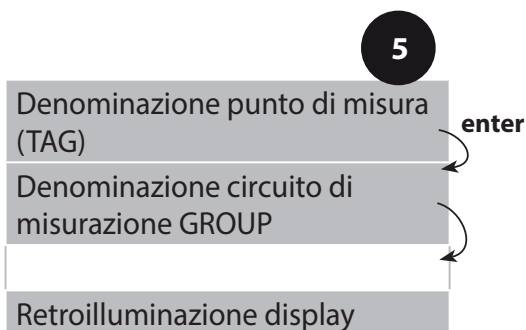 5
Denominazione punto di misura
(TAG)
enter
Denominazione circuito di
misurazione GROUP
Retroilluminazione display